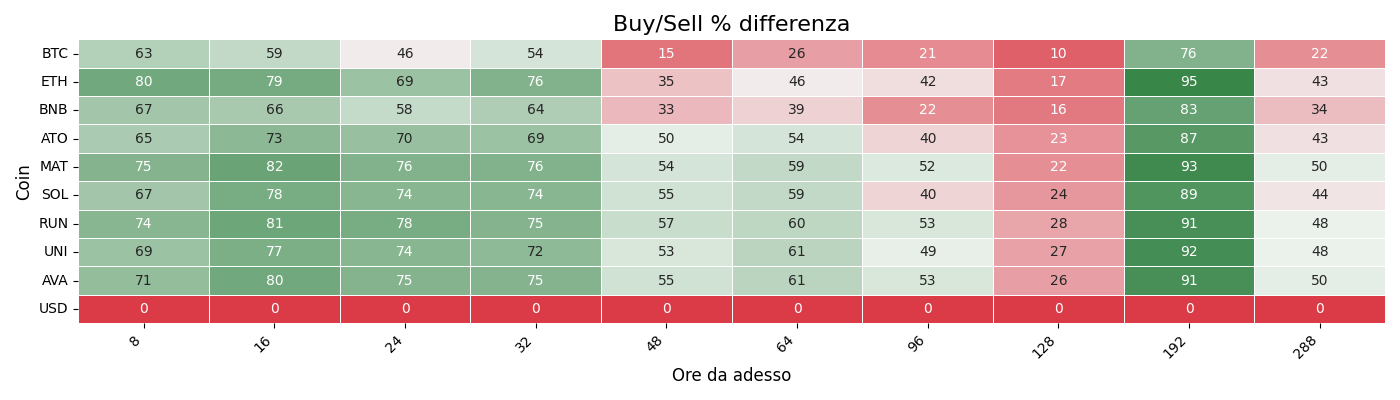 Buy/Sell % differenza
Coin
BTC 63 59 46 54 15 26 21 10 76 22
ETH 80 79 69 76 35 46 42 17 95 43
BNB 67 66 58 64 33 39 22 16 83 34
ATO 65 73 70 69 50 54 40 23 87 43
MAT 75 82 76 76 54 59 52 22 93 50
SOL 67 78 74 74 55 59 40 24 89 44
RUN 74 81 78 75 57 60 53 28 91 48
UNI 69 77 74 72 53 61 49 27 92 48
AVA 71 80 75 75 55 61 53 26 91 50
USD 0 0 0 0 0 0 0 0 0 0
8 16 24 32 48 64 96 128 192 288
Ore da adesso